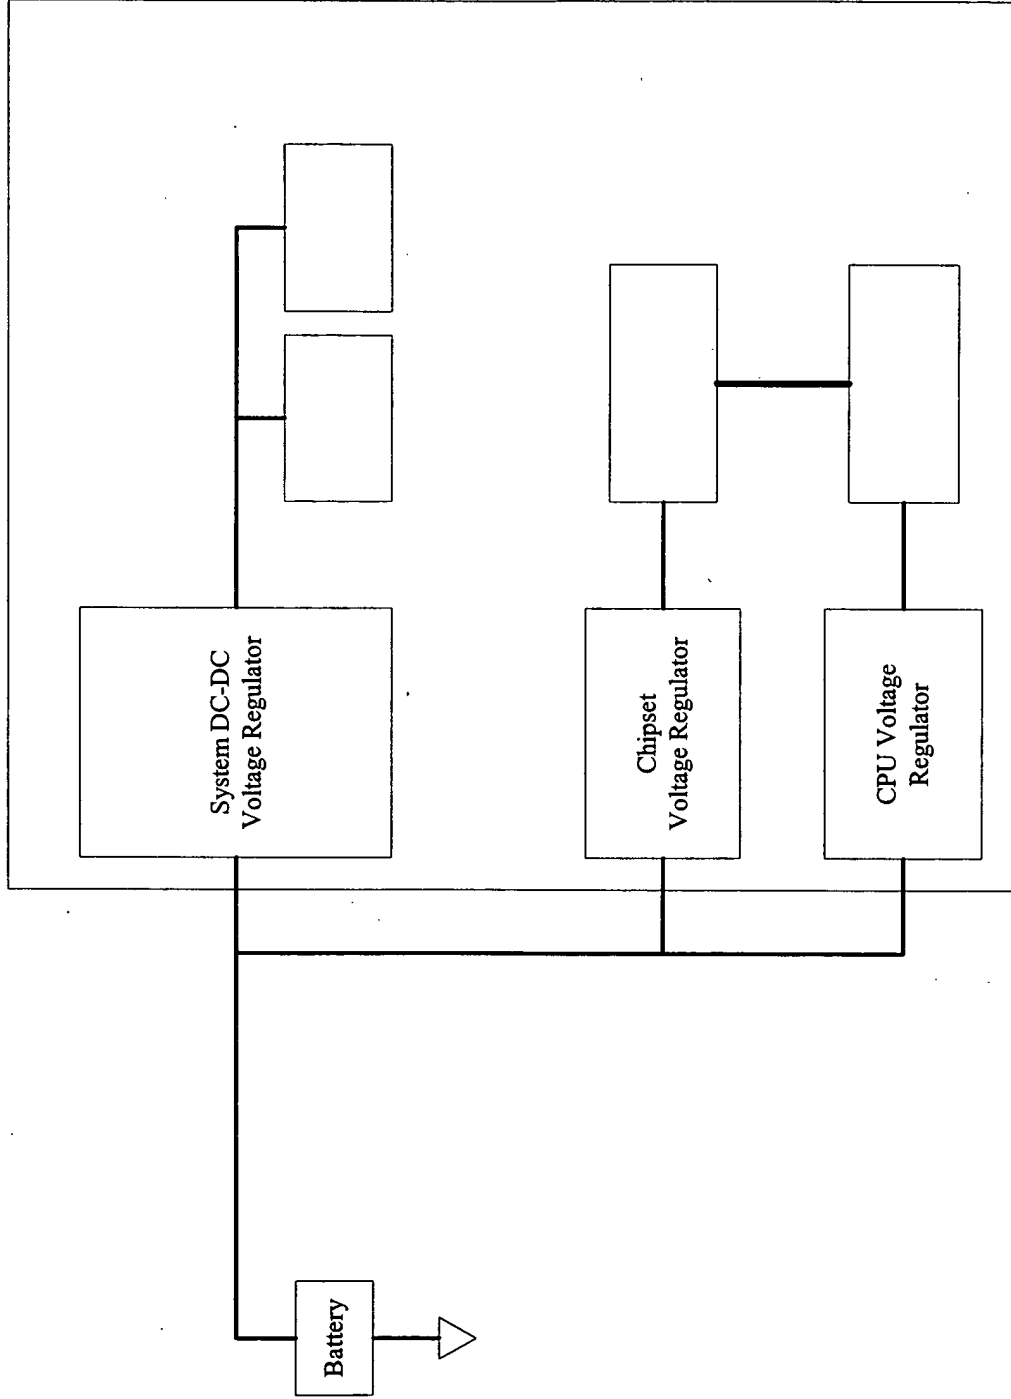 System DC-DC
Voltage Regulator
Chipset
Voltage Regulator
CPU Voltage
Regulator
Battery